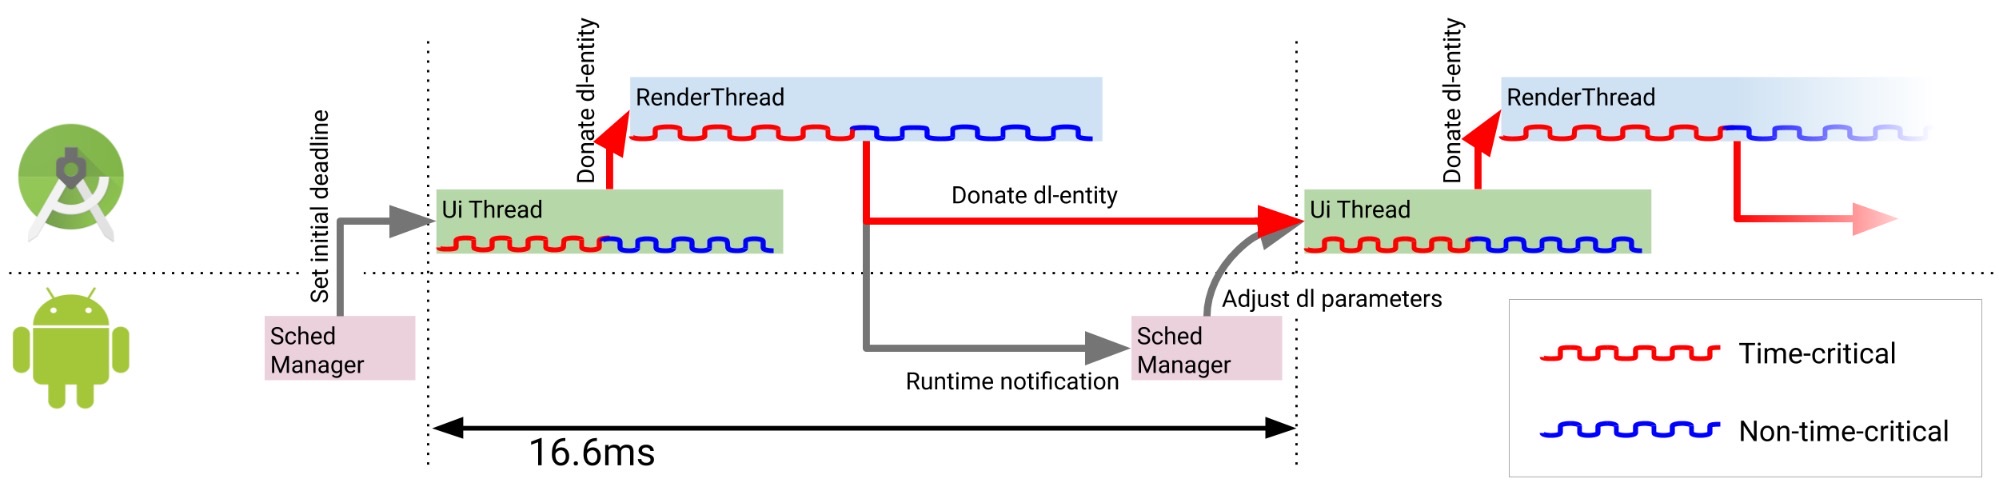 Set initial deadline
Sched
Manager
Ui Thread
Donate dl-entity
RenderThread
Donate dl-entity
Runtime notification
Sched
Manager
Adjust dl parameters
16.6ms
Ui Thread
Donate dl-entity
RenderThread
Time-critical
Non-time-critical